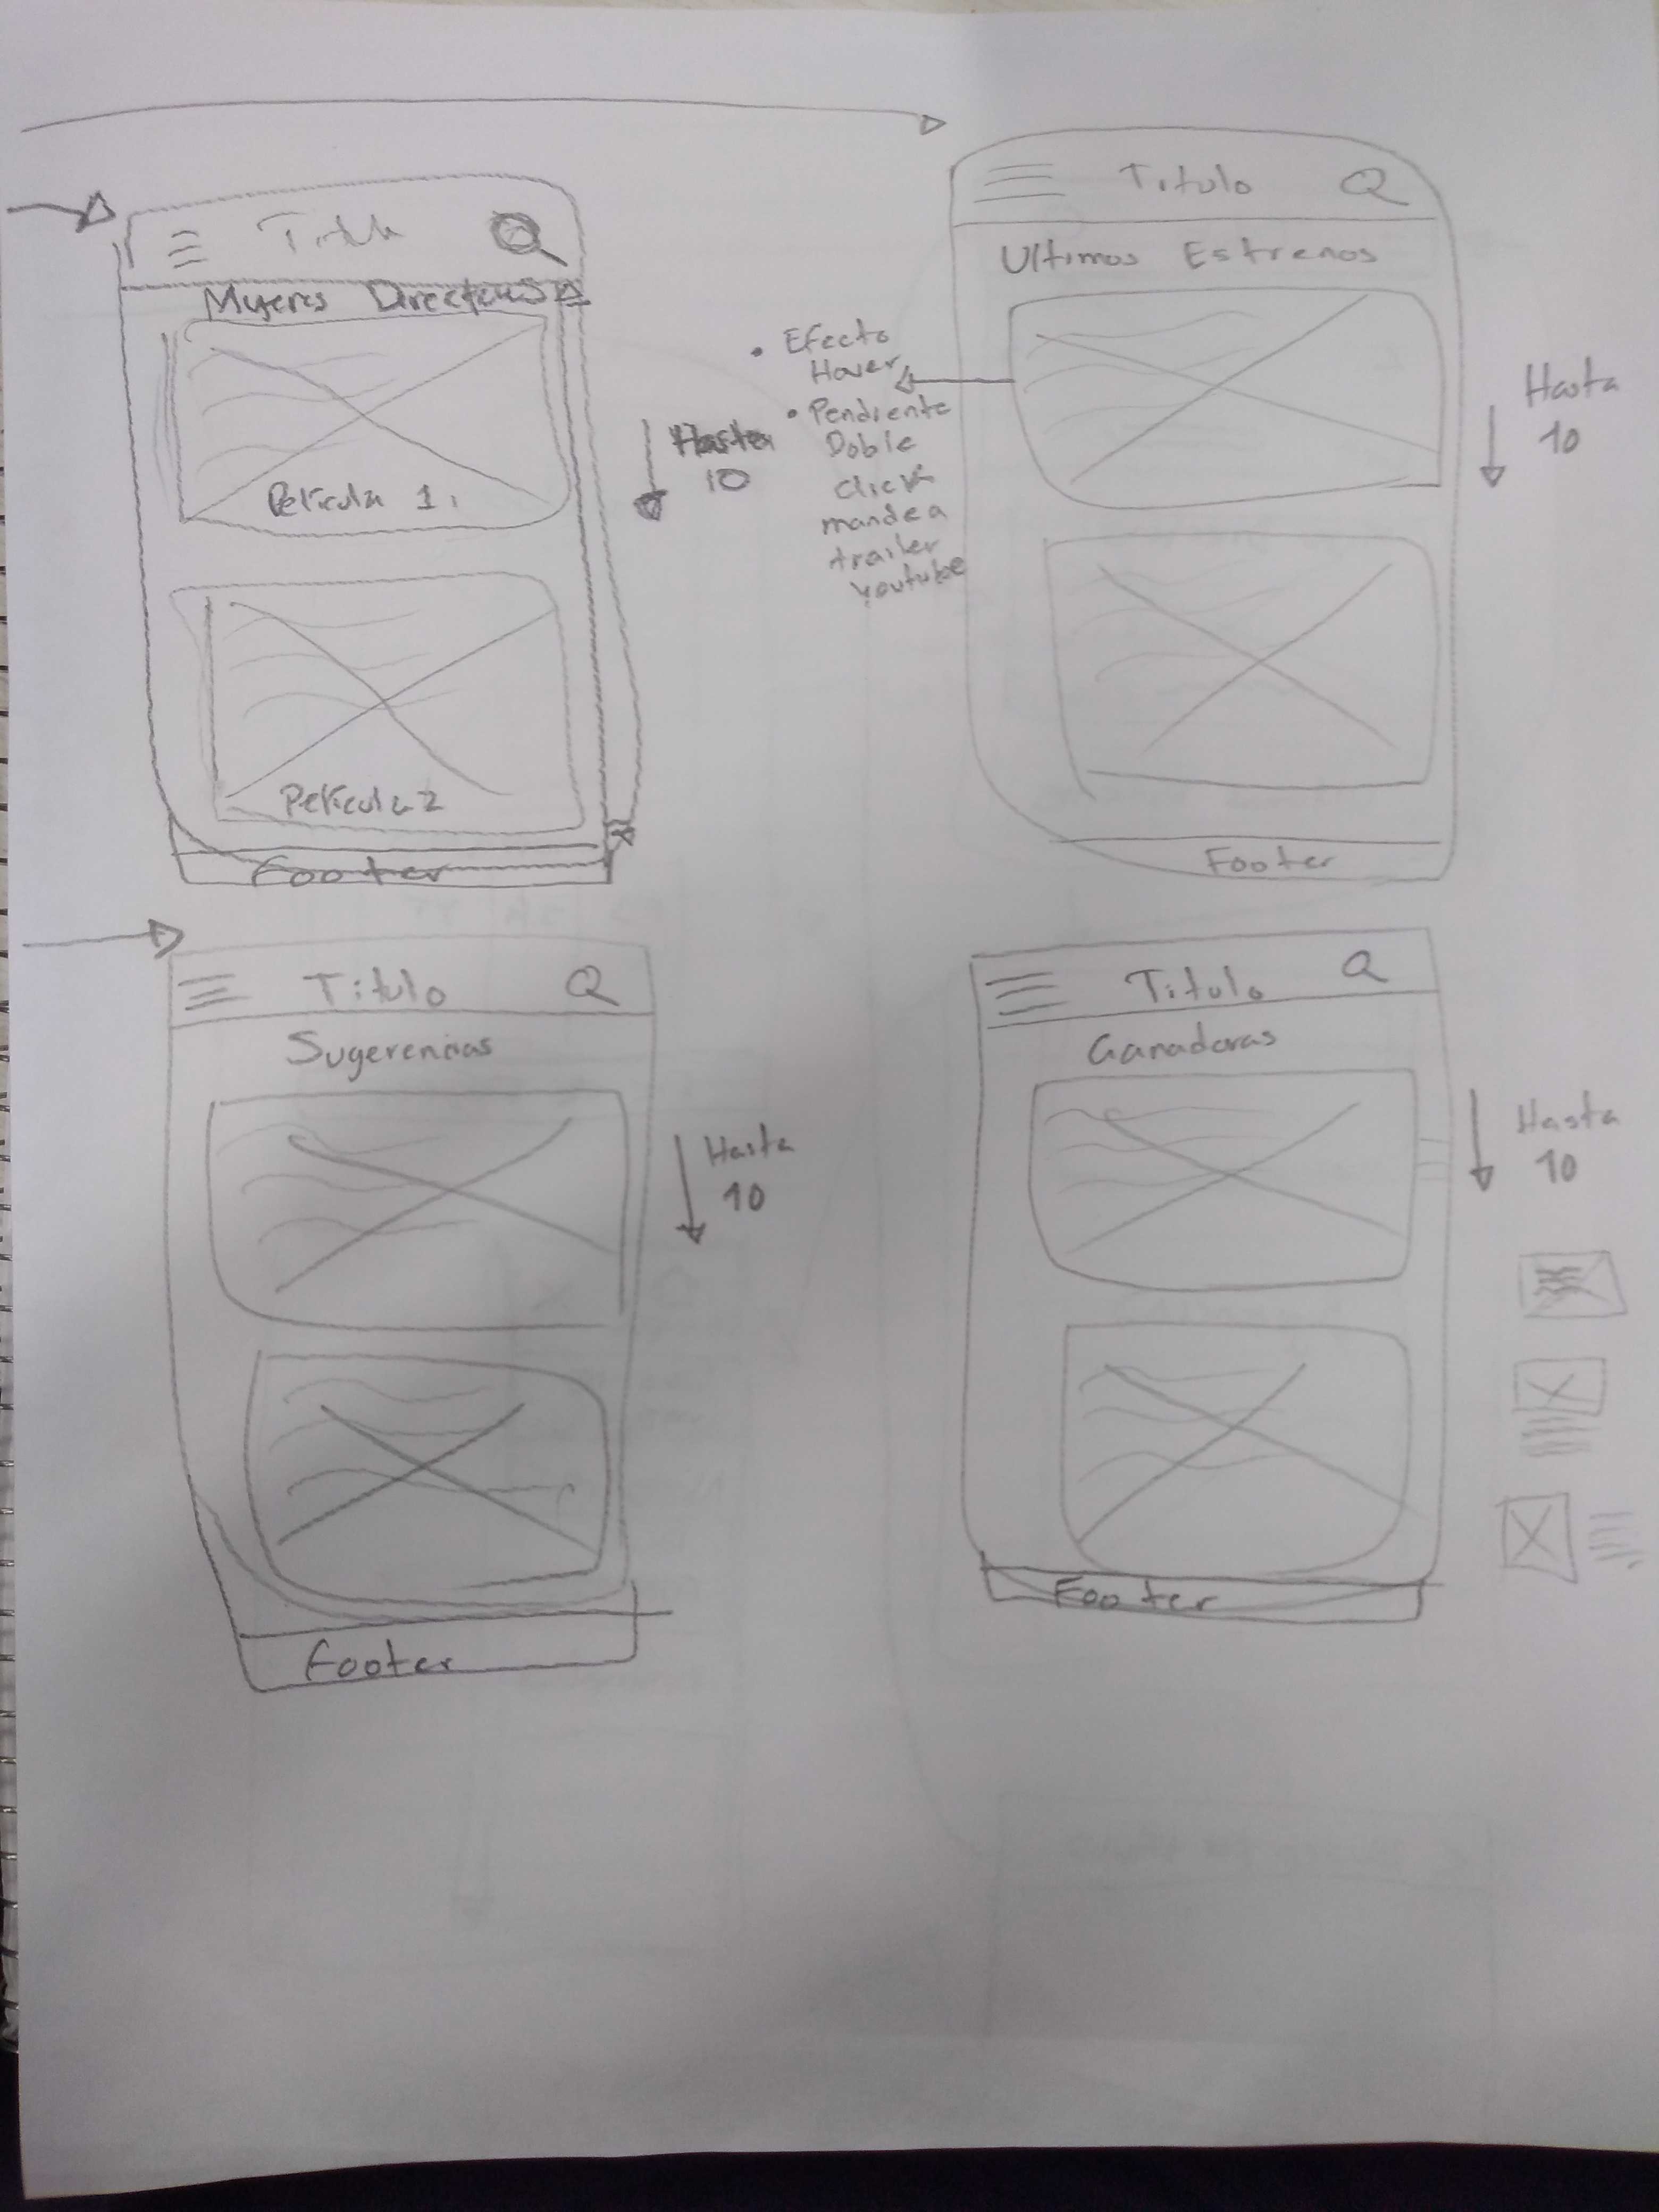 Titulo
Mujeres Directoras
Pelicula 1.
Pelicula 2
Footer
Hasta
10
Titulo
Ultimos Estrenos
• Efecto
Hover
• Pendiente
Doble
click
mande a
trailer
youtube
Hasta
10
Footer
Titulo
Sugerencias
Hasta
10
Footer
Titulo
Ganadoras
Hasta
10
Footer